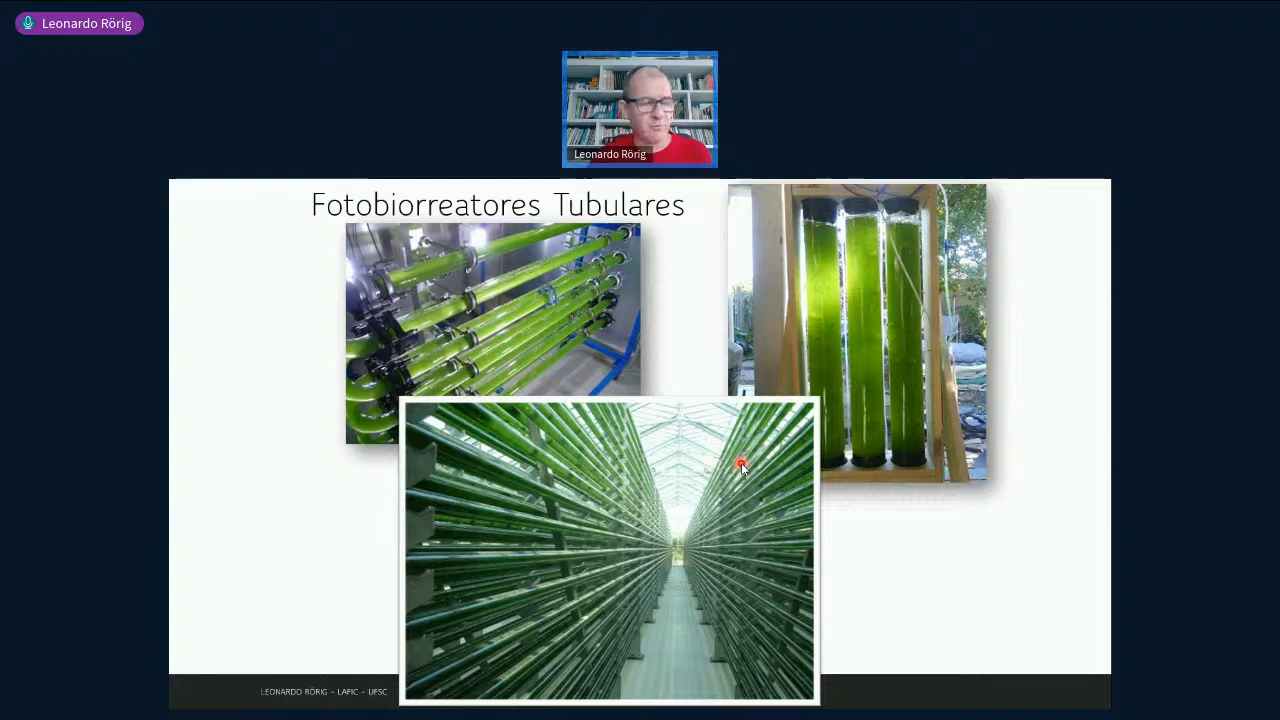 Leonardo Rörig
Leonardo Rörig
Fotobiorreatores Tubulares
LEONARDO RÖRIG - LAFIC - UFSC